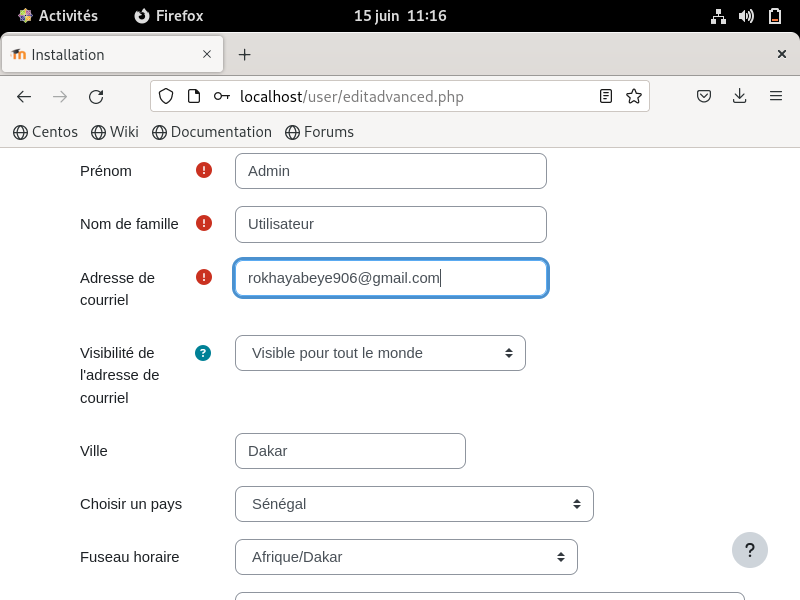 Activités Firefox 15 juin 11:16
Installation
localhost/user/editadvanced.php
Centos Wiki Documentation Forums
Prénom ! Admin
Nom de famille ! Utilisateur
Adresse de ! rokhayabeye906@gmail.com
courriel
Visibilité de ? Visible pour tout le monde
l'adresse de
courriel
Ville Dakar
Choisir un pays Sénégal
Fuseau horaire Afrique/Dakar
?